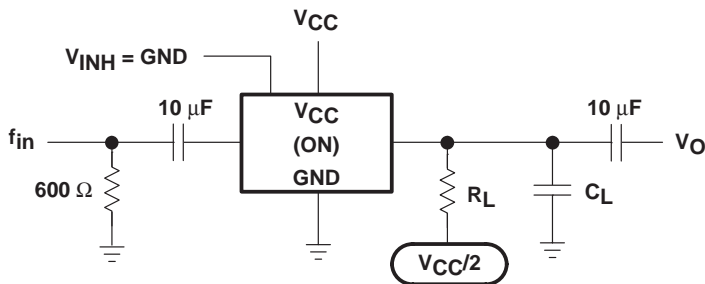 VCC
VINH = GND
10 μF
VCC
(ON)
GND
10 μF
fin
VO
600 Ω
RL
CL
VCC/2